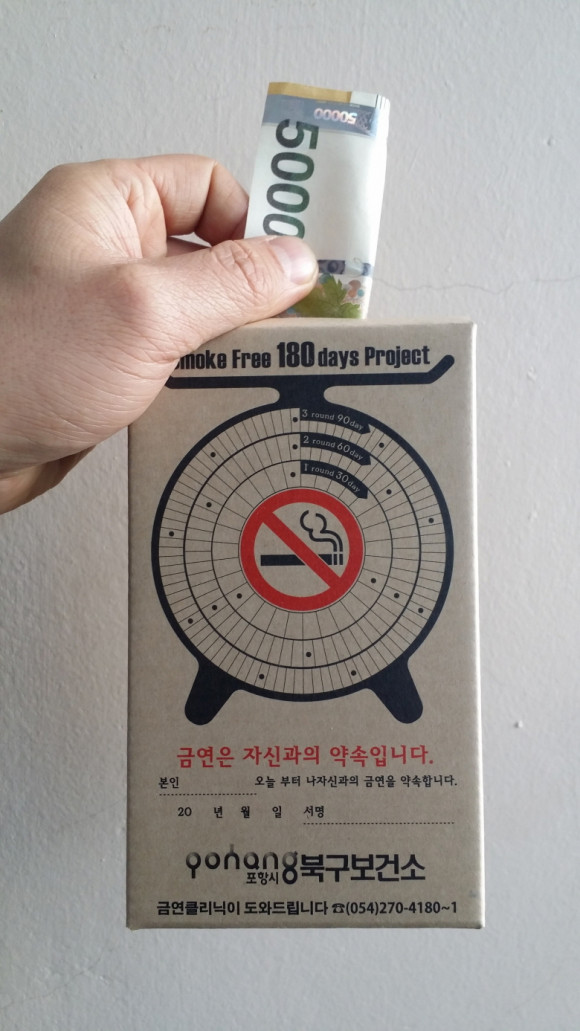 50000
5000
Smoke Free 180 days Project
3 round 90day
2 round 60day
1 round 30day
금연은 자신과의 약속입니다.
본인 오늘 부터 나자신과의 금연을 약속합니다.
20 년 월 일 서명
pohang 포항시 북구보건소
금연클리닉이 도와드립니다 ☎(054)270-4180~1